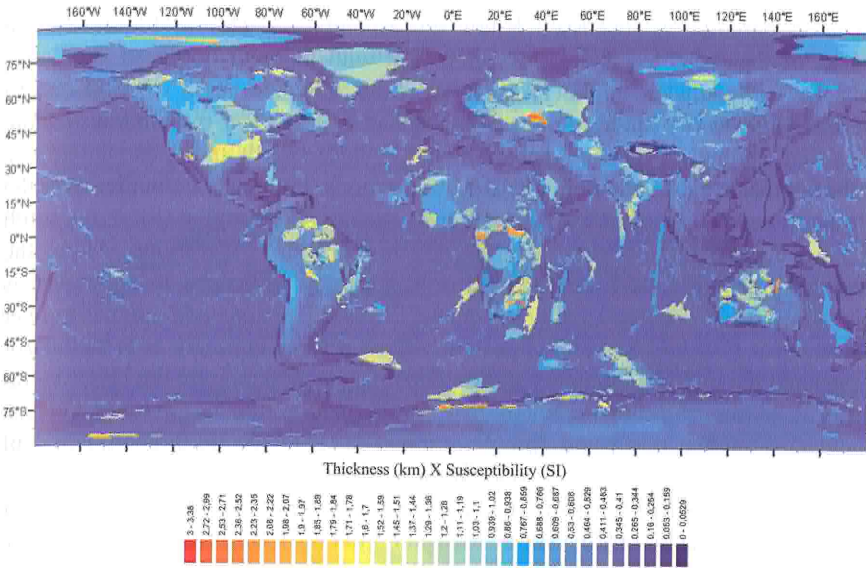 160°W 140°W 120°W 100°W 80°W 60°W 40°W 20°W 0°E 20°E 40°E 60°E 80°E 100°E 120°E 140°E 160°E
75°N
60°N
45°N
30°N
15°N
0°N
15°S
30°S
45°S
60°S
75°S
Thickness (km) X Susceptibility (SI)
3 - 3,38
2,72 - 2,99
2,53 - 2,71
2,36 - 2,52
2,23 - 2,35
2,08 - 2,22
1,98 - 2,07
1,9 - 1,97
1,85 - 1,89
1,79 - 1,84
1,71 - 1,78
1,6 - 1,7
1,52 - 1,59
1,45 - 1,51
1,37 - 1,44
1,29 - 1,36
1,2 - 1,28
1,11 - 1,19
1,03 - 1,1
0,939 - 1,02
0,86 - 0,938
0,767 - 0,859
0,688 - 0,766
0,609 - 0,687
0,53 - 0,608
0,464 - 0,529
0,411 - 0,463
0,345 - 0,41
0,265 - 0,344
0,16 - 0,264
0,053 - 0,159
0 - 0,0529